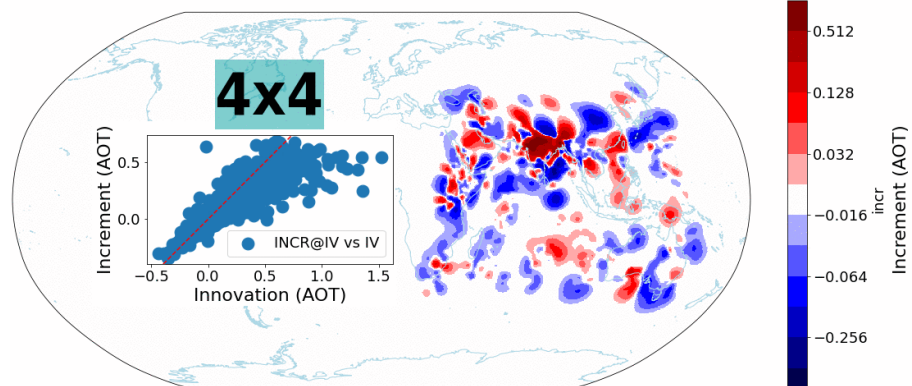 4x4
Increment (AOT)
0.5
0.0
−0.5
0.0
0.5
1.0
1.5
INCR@IV vs IV
Innovation (AOT)
0.512
0.128
0.032
−0.016
−0.064
−0.256
incr
Increment (AOT)